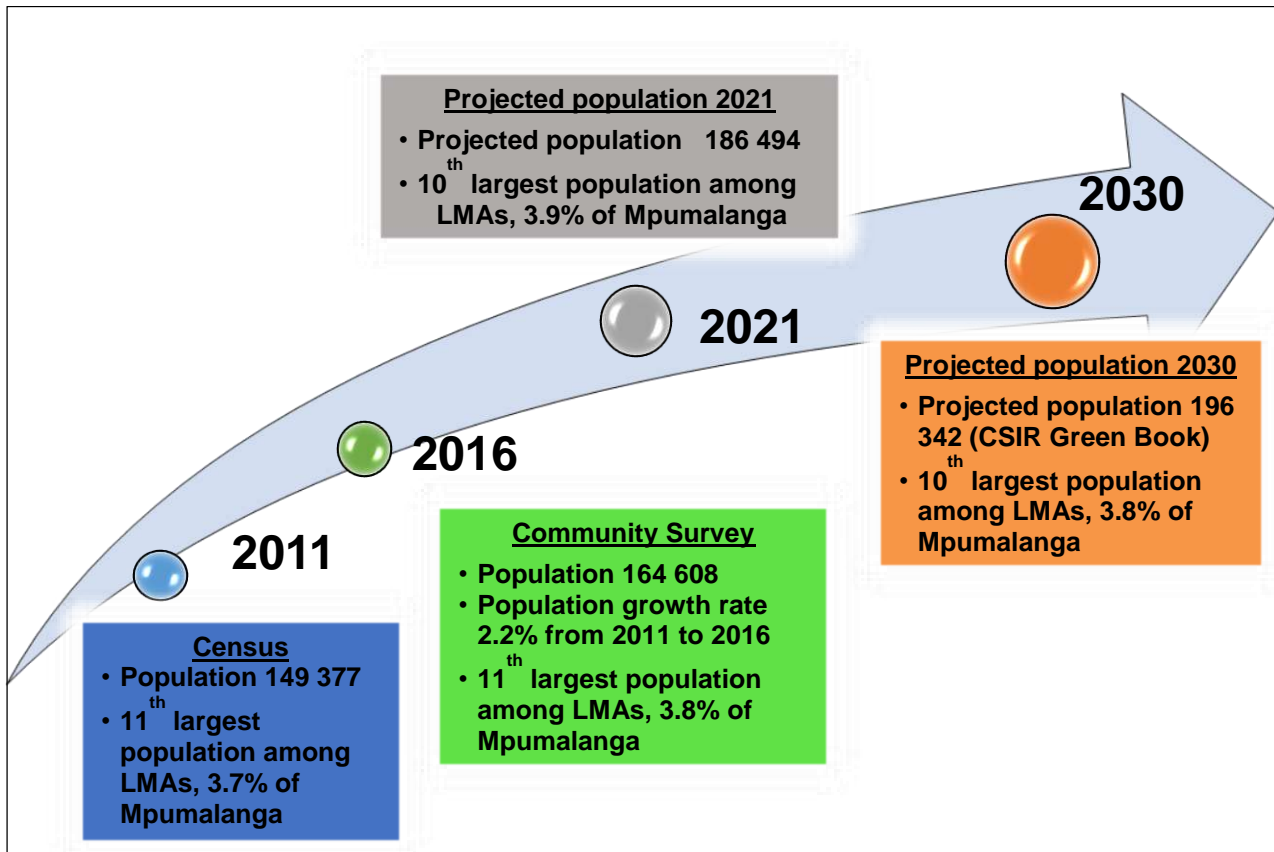 Projected population 2021
• Projected population 186 494
• 10th largest population among
LMAs, 3.9% of Mpumalanga
2030
2021
Projected population 2030
• Projected population 196
342 (CSIR Green Book)
• 10th largest population
among LMAs, 3.8% of
Mpumalanga
2016
Community Survey
• Population 164 608
• Population growth rate
2.2% from 2011 to 2016
• 11th largest population
among LMAs, 3.8% of
Mpumalanga
2011
Census
• Population 149 377
• 11th largest
population among
LMAs, 3.7% of
Mpumalanga